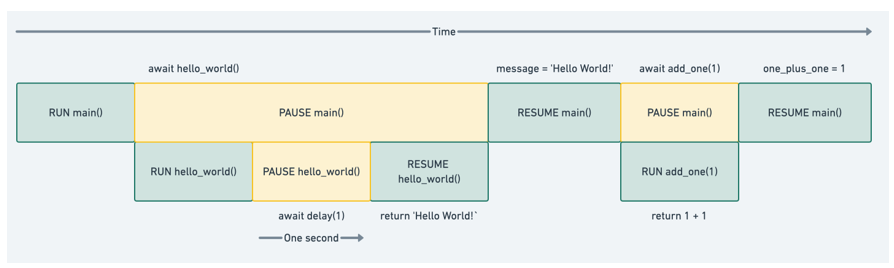 Time
await hello_world()
message = 'Hello World!'
await add_one(1)
one_plus_one = 1
RUN main()
PAUSE main()
RESUME main()
PAUSE main()
RESUME main()
RUN hello_world()
PAUSE hello_world()
RESUME
hello_world()
RUN add_one(1)
await delay(1)
return 'Hello World!`
return 1 + 1
One second